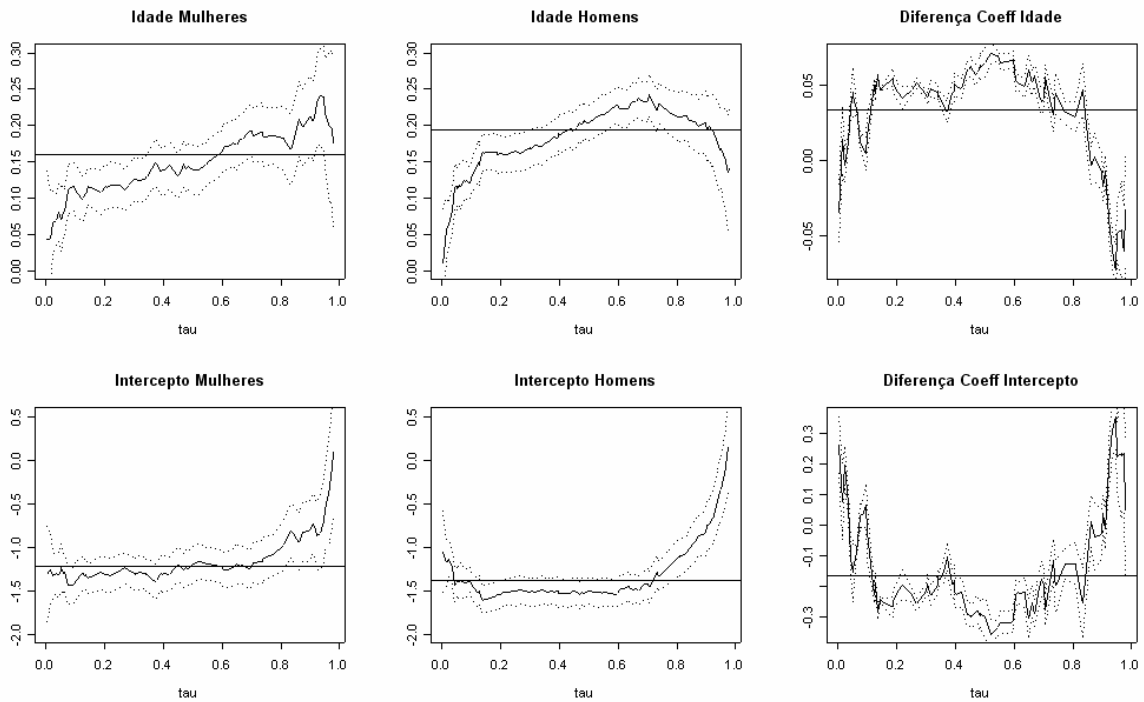 Idade Mulheres
0.00 0.05 0.10 0.15 0.20 0.25 0.30
0.0 0.2 0.4 0.6 0.8 1.0
tau
Idade Homens
0.00 0.05 0.10 0.15 0.20 0.25 0.30
0.0 0.2 0.4 0.6 0.8 1.0
tau
Diferença Coeff Idade
-0.05 0.00 0.05
0.0 0.2 0.4 0.6 0.8 1.0
tau
Intercepto Mulheres
-2.0 -1.5 -1.0 -0.5 0.0 0.5
0.0 0.2 0.4 0.6 0.8 1.0
tau
Intercepto Homens
-2.0 -1.5 -1.0 -0.5 0.0 0.5
0.0 0.2 0.4 0.6 0.8 1.0
tau
Diferença Coeff Intercepto
-0.3 -0.1 0.0 0.1 0.2 0.3
0.0 0.2 0.4 0.6 0.8 1.0
tau